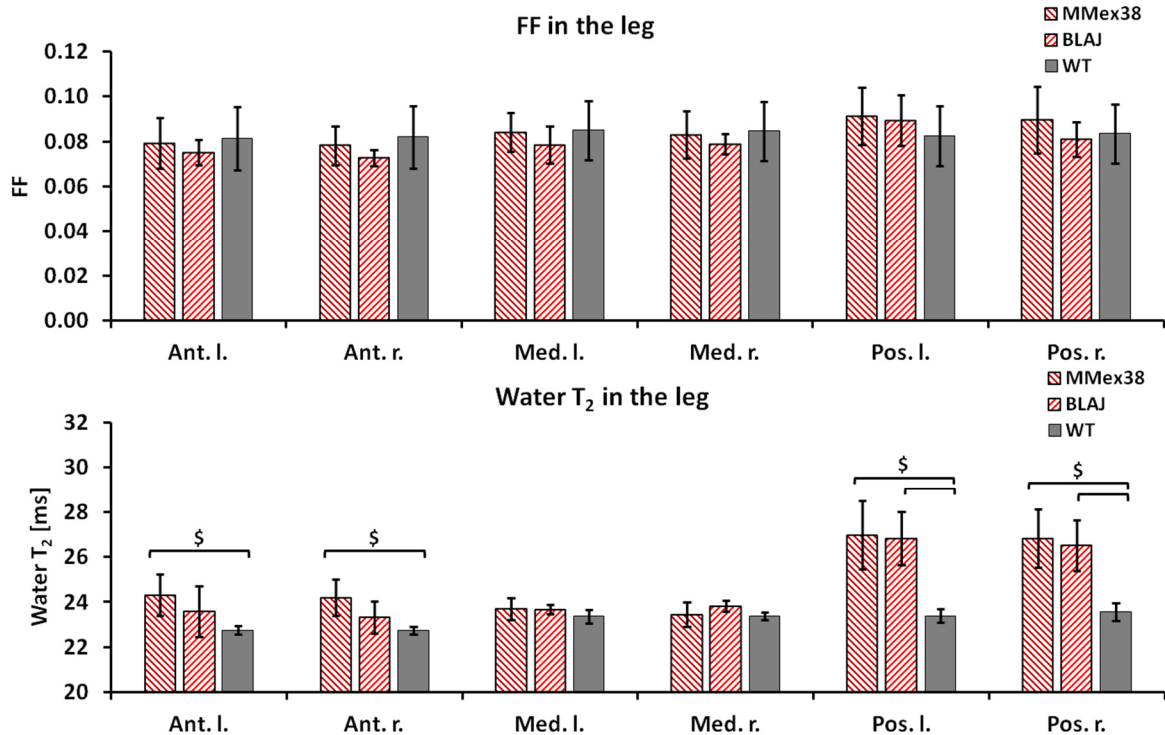 FF in the leg
MMex38
BLAJ
WT
0.12
0.10
0.08
0.06
0.04
0.02
0.00
FF
Ant. l.
Ant. r.
Med. l.
Med. r.
Pos. l.
Pos. r.
Water T₂ in the leg
MMex38
BLAJ
WT
32
30
28
26
24
22
20
Water T₂ [ms]
$
$
$
$
Ant. l.
Ant. r.
Med. l.
Med. r.
Pos. l.
Pos. r.